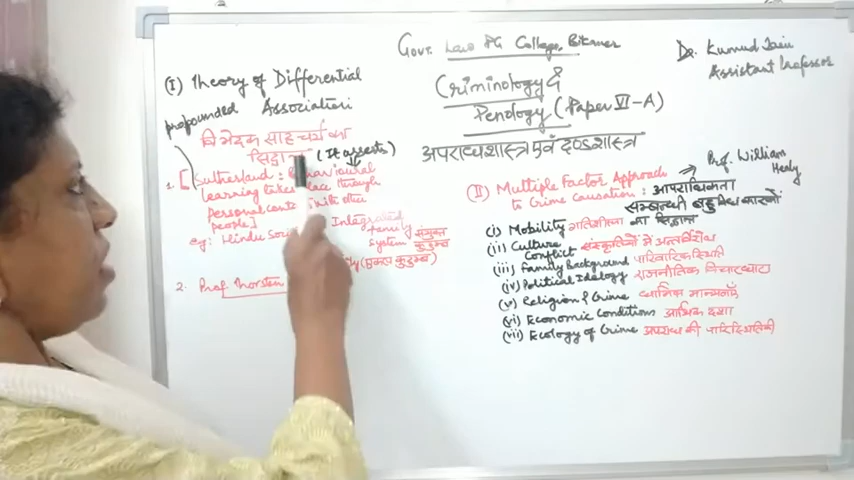 Govt. Law PG College, Bikaner
Dr. Kumud Jain
Assistant Professor
Criminology &
Penology (Paper VI-A)
अपराधशास्त्र एवं दण्डशास्त्र
(I) Theory of Differential
propounded Association
विभेदक साहचर्य का
सिद्धान्त (It asserts)
1. [Sutherland: Behavioural
learning takes place through
Personal with other
people]
eg: Hindu Integrated
family संयुक्त
system कुटुम्ब
(एकल कुटुम्ब)
2. Prof. Thorsten
(II) Multiple Factor Approach → Prof. William
Healy
to Crime Causation : आपराधिकता
सम्बन्धी बहुविध कारणों
का सिद्धान्त
(i) Mobility गतिशीलता
(ii) Culture
Conflict संस्कृतियों में अन्तर्विरोध
(iii) Family Background पारिवारिक स्थिति
(iv) Political Ideology राजनीतिक विचारधारा
(v) Religion & Crime धार्मिक मान्यताएँ
(vi) Economic Conditions आर्थिक दशा
(vii) Ecology of Crime अपराध की पारिस्थितिकी